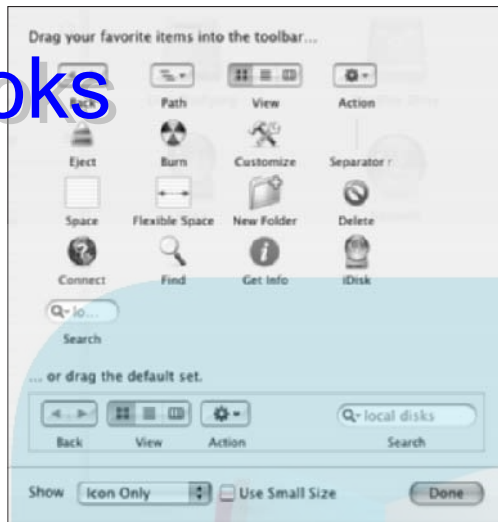 Drag your favorite items into the toolbar...
oks
Back Path View Action
Eject Burn Customize Separator r
Space Flexible Space New Folder Delete
Connect Find Get Info iDisk
Q- lo...
Search
... or drag the default set.
Q- local disks
Back View Action Search
Show Icon Only Use Small Size Done